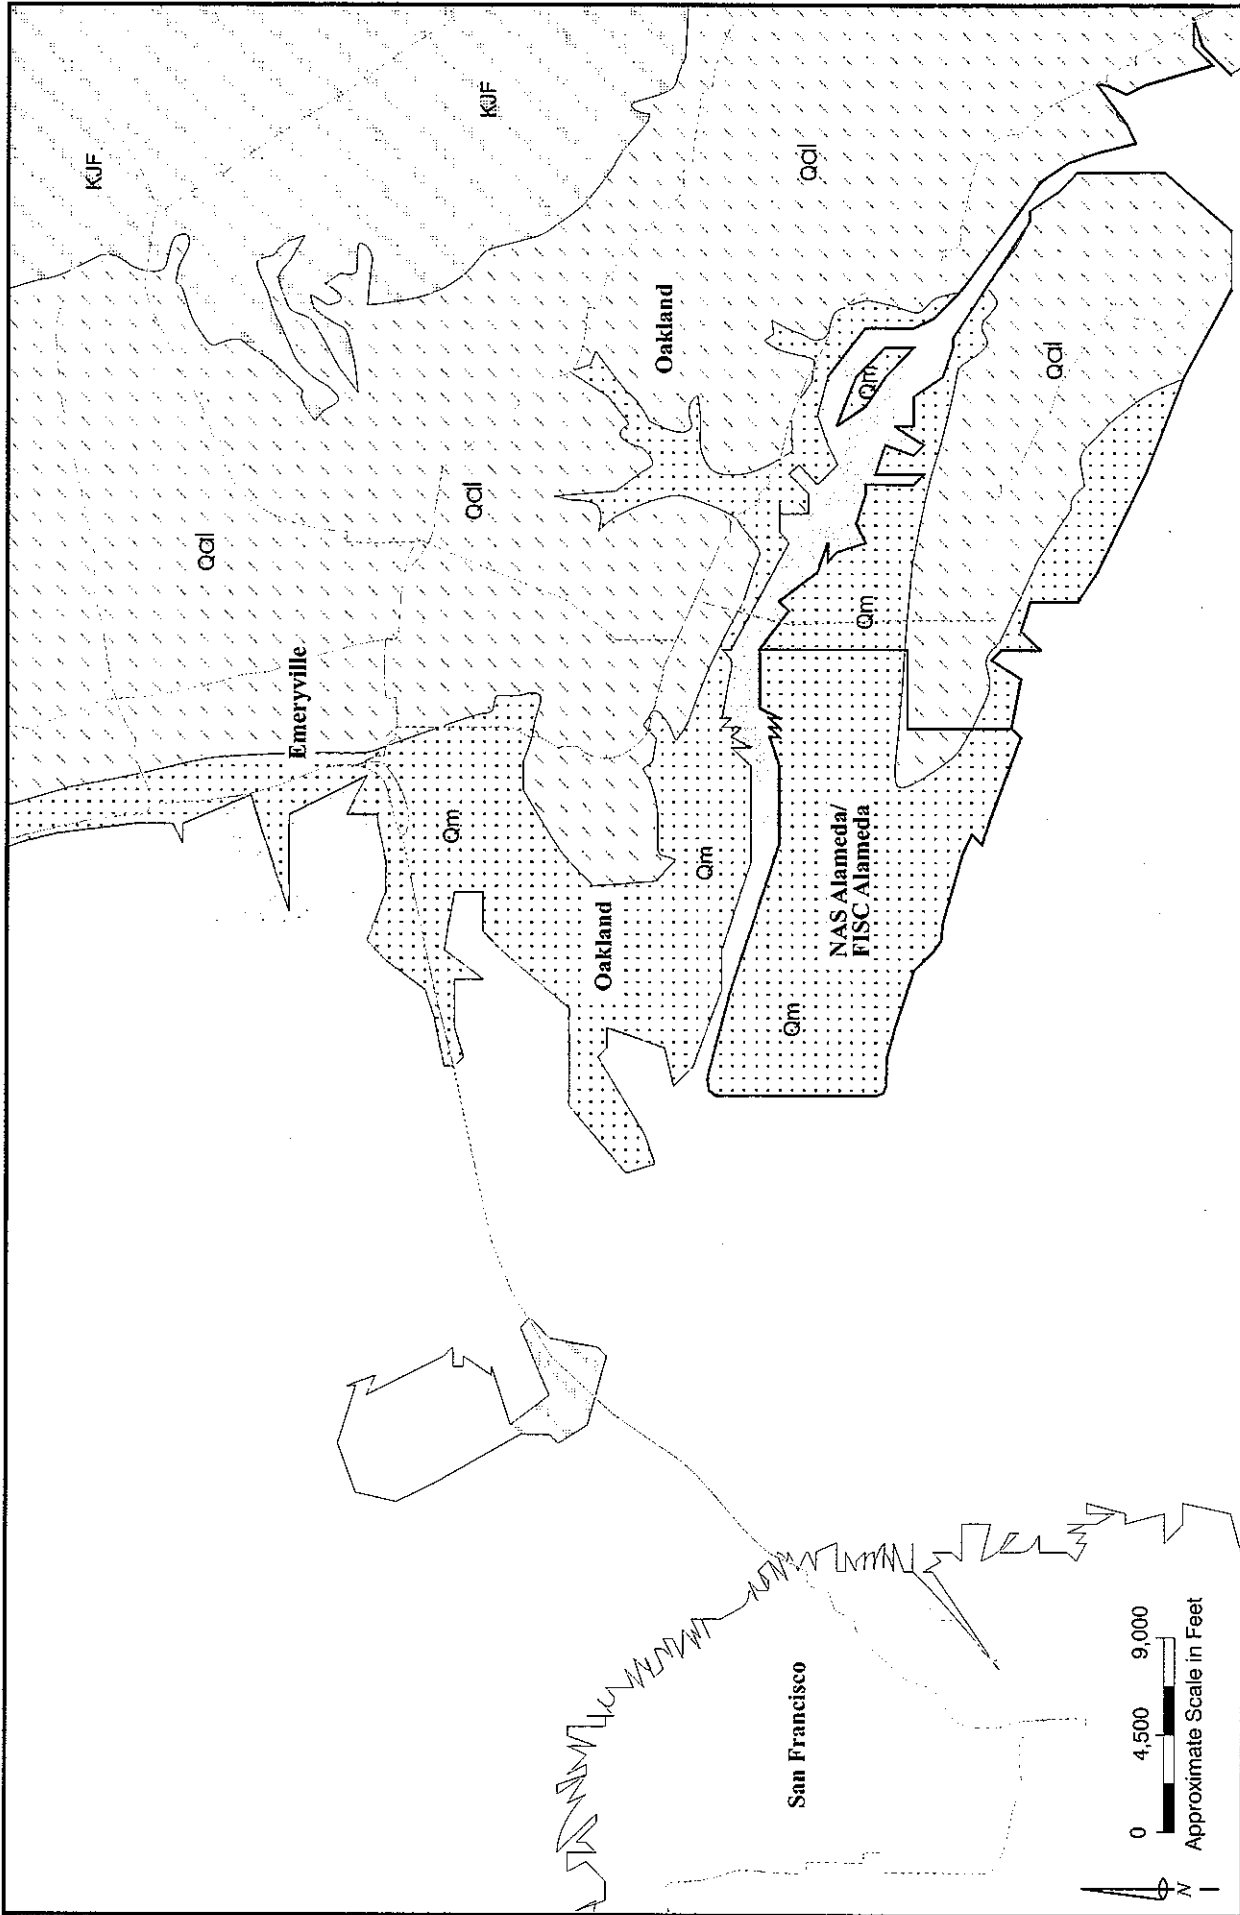 KJF
KJF
Qal
Qal
Qal
Emeryville
Oakland
Qm
Qm
Qm
Qal
Oakland
Qm
NAS Alameda/
FISC Alameda
Qm
San Francisco
0 4,500 9,000
Approximate Scale in Feet
N